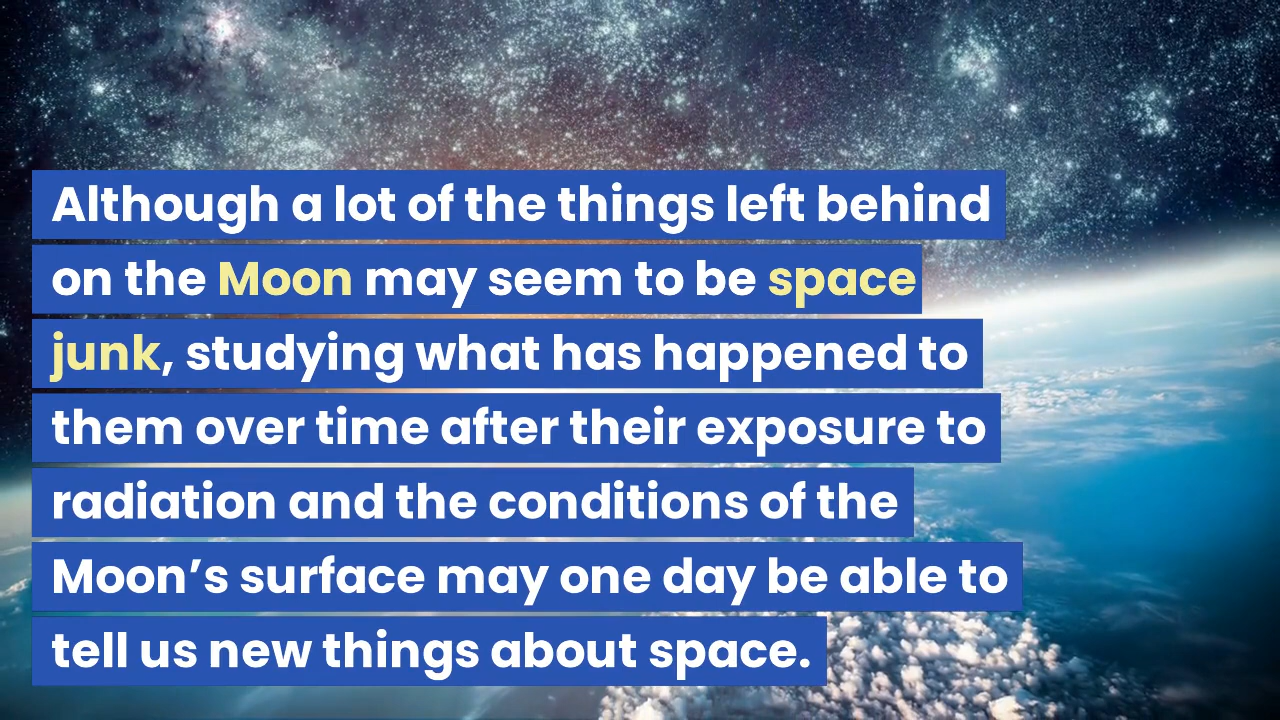 Although a lot of the things left behind
on the Moon may seem to be space
junk, studying what has happened to
them over time after their exposure to
radiation and the conditions of the
Moon’s surface may one day be able to
tell us new things about space.